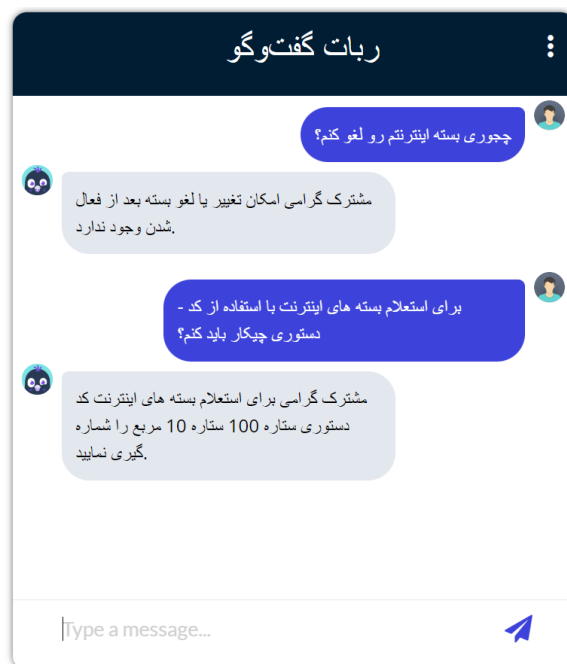 ربات گفت‌وگو
چجوری بسته اینترنتم رو لغو کنم؟
مشترک گرامی امکان تغییر یا لغو بسته بعد از فعال
شدن وجود ندارد.
برای استعلام بسته های اینترنت با استفاده از کد -
دستوری چیکار باید کنم؟
مشترک گرامی برای استعلام بسته های اینترنت کد
دستوری ستاره 100 ستاره 10 مربع را شماره
گیری نمایید.
Type a message...